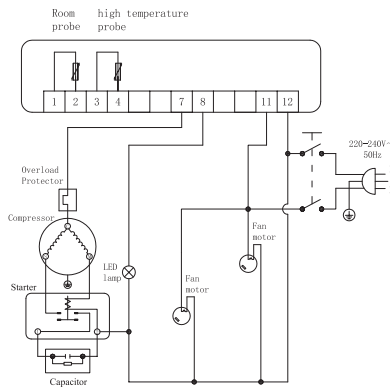 Room probe
high temperature probe
1 2 3 4 7 8 11 12
220-240V~
50Hz
Overload
Protector
Compressor
LED
lamp
Fan
motor
Fan
motor
Starter
Capacitor